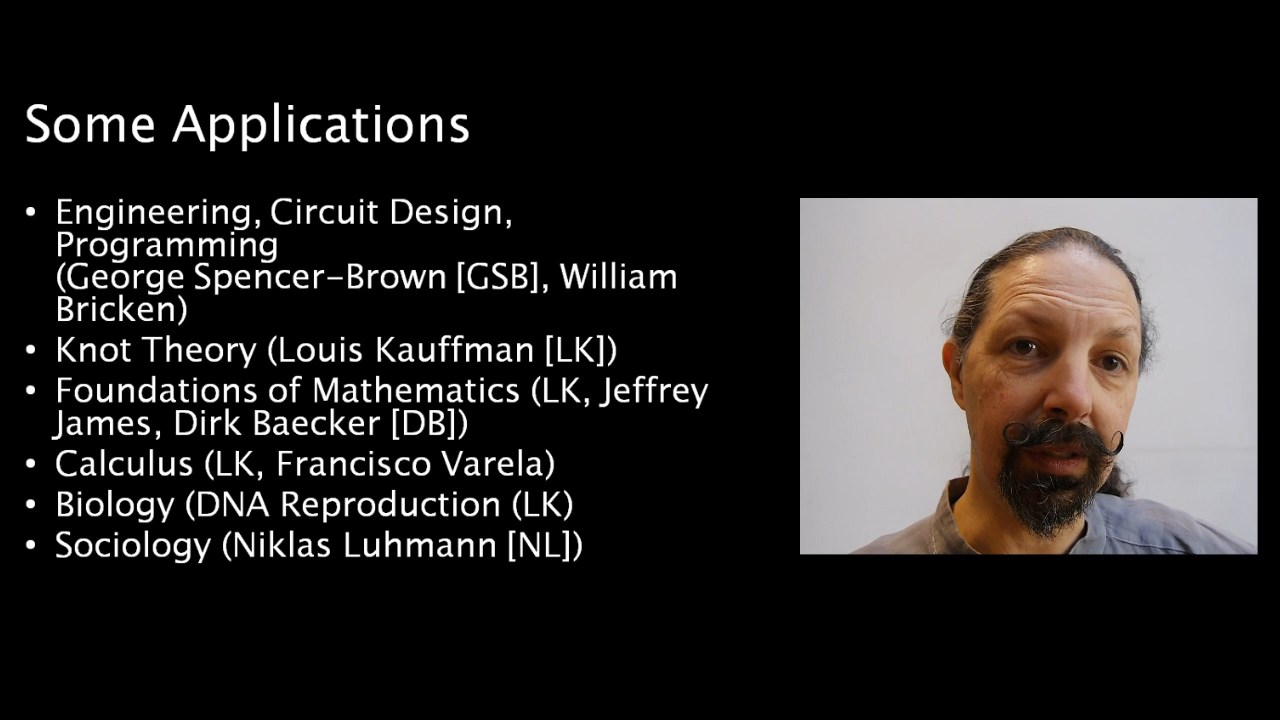 Some Applications
• Engineering, Circuit Design,
Programming
(George Spencer–Brown [GSB], William
Bricken)
• Knot Theory (Louis Kauffman [LK])
• Foundations of Mathematics (LK, Jeffrey
James, Dirk Baecker [DB])
• Calculus (LK, Francisco Varela)
• Biology (DNA Reproduction (LK)
• Sociology (Niklas Luhmann [NL])